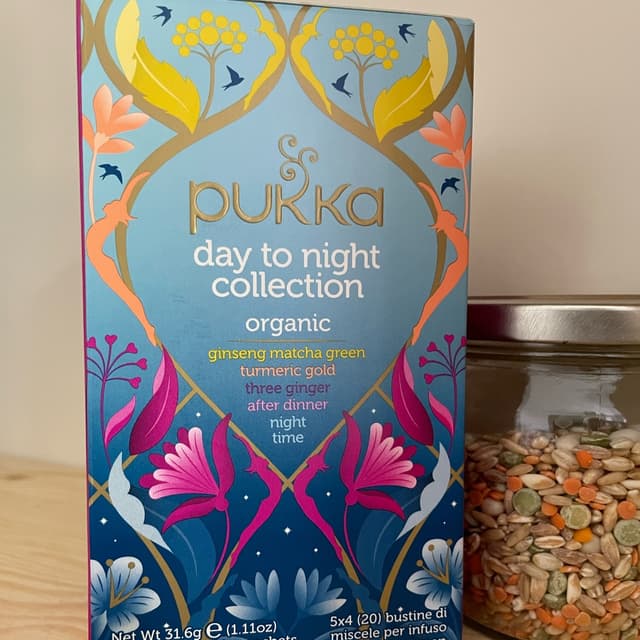 pukka
day to night
collection
organic
ginseng matcha green
turmeric gold
three ginger
after dinner
night
time
Net Wt 31.6g ℮ (1.11oz)
5x4 (20) bustine di
miscele per infuso